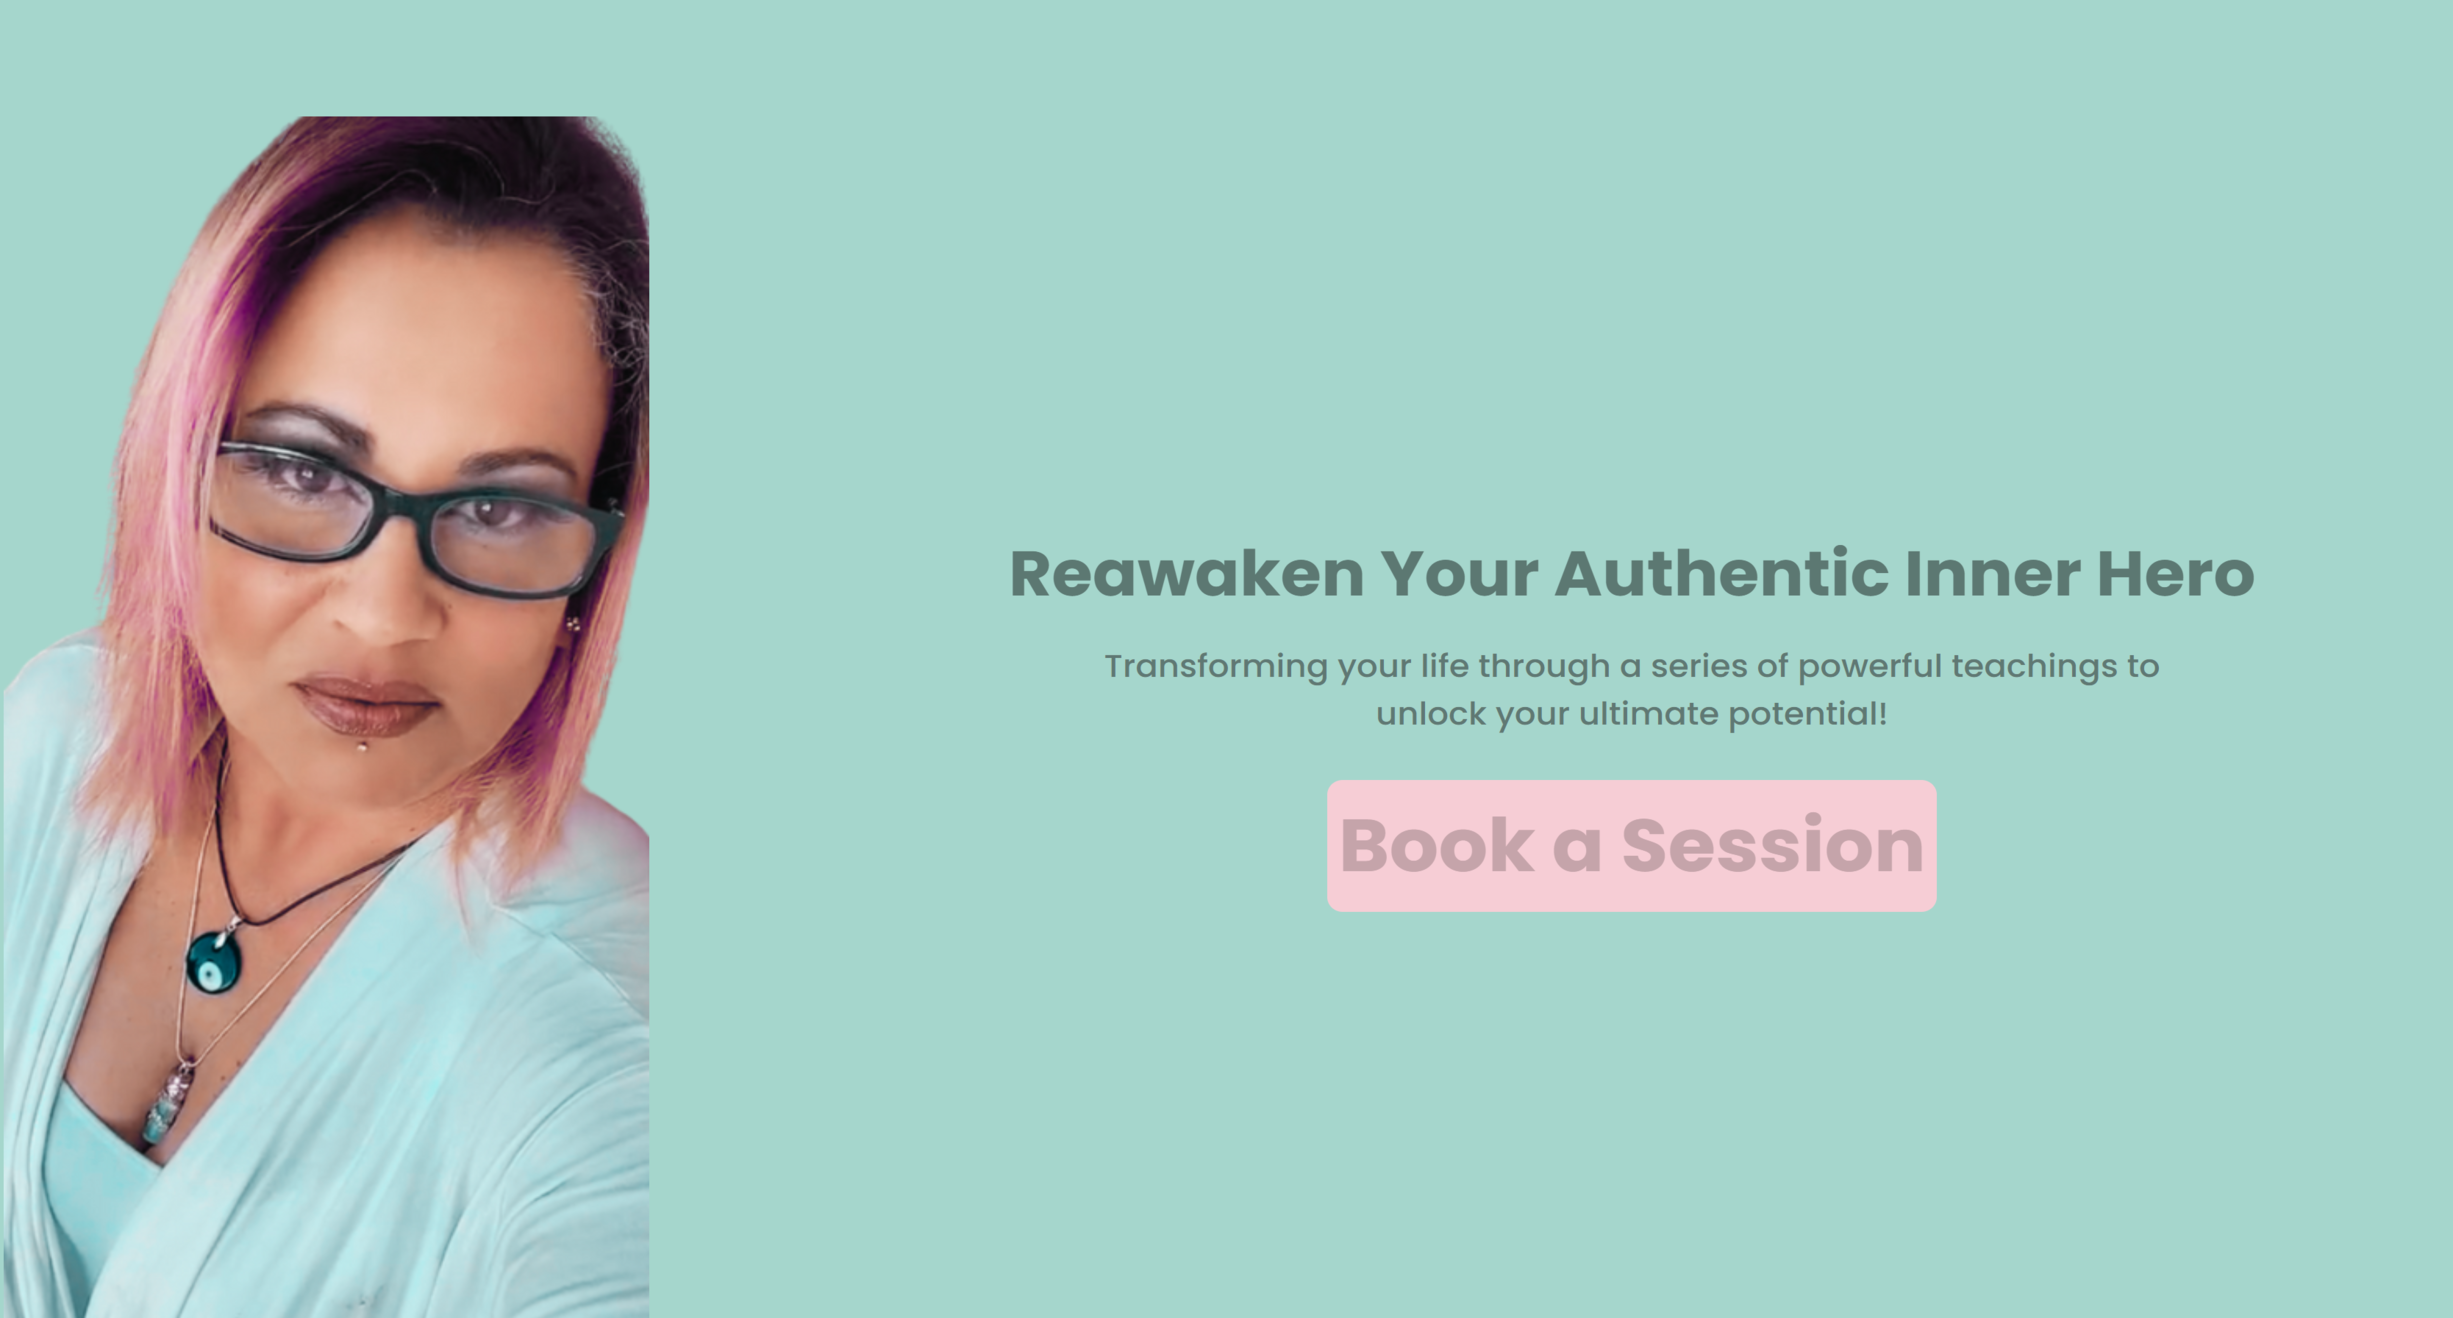 Reawaken Your Authentic Inner Hero
Transforming your life through a series of powerful teachings to
unlock your ultimate potential!
Book a Session